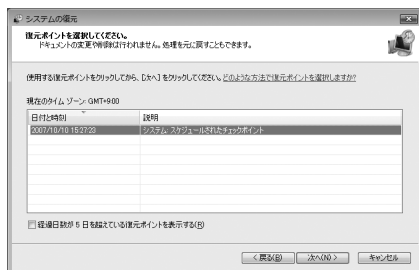 システムの復元
復元ポイントを選択してください。
ドキュメントの変更や削除は行われません。処理を元に戻すこともできます。
使用する復元ポイントをクリックしてから、[次へ] をクリックしてください。どのような方法で復元ポイントを選択しますか?
現在のタイム ゾーン: GMT+9:00
日付と時刻 説明
2007/10/10 15:27:23 システム: スケジュールされたチェックポイント
経過日数が 5 日を超えている復元ポイントを表示する(R)
< 戻る(B) 次へ(N) > キャンセル